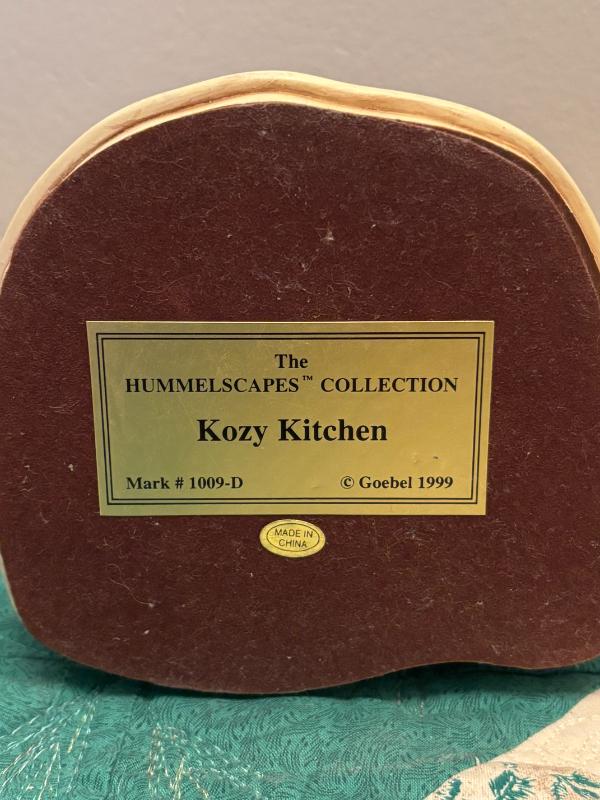 The
HUMMELSCAPES™ COLLECTION
Kozy Kitchen
Mark # 1009-D © Goebel 1999
MADE IN
CHINA